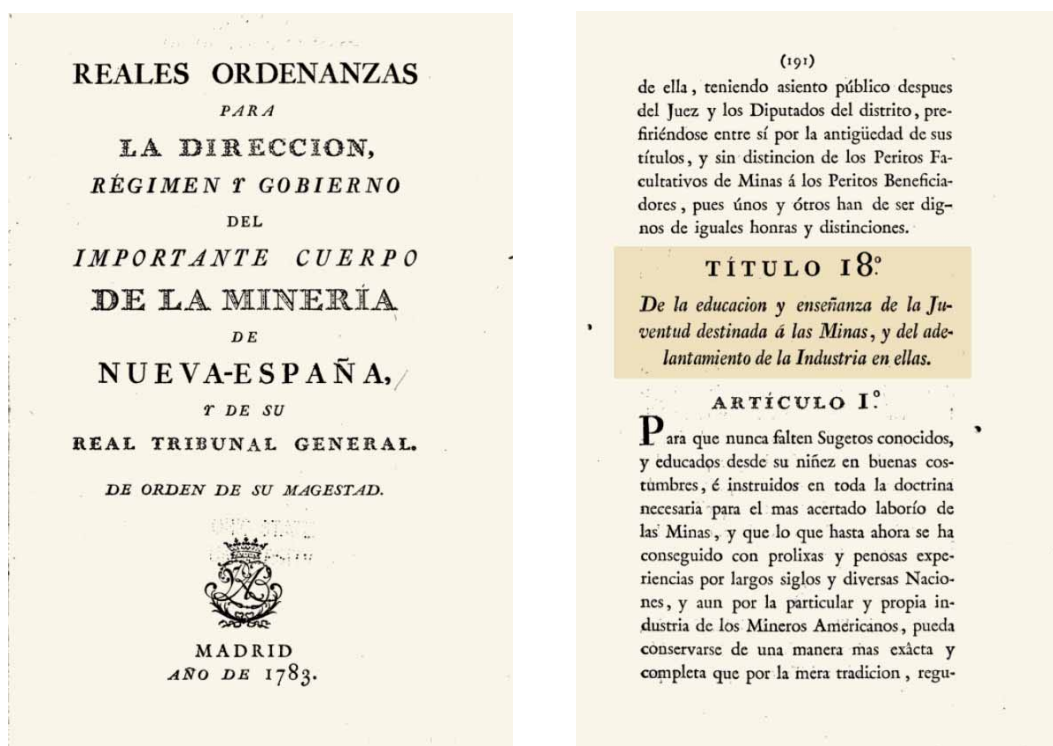 REALES ORDENANZAS
PARA
LA DIRECCION,
RÉGIMEN Y GOBIERNO
DEL
IMPORTANTE CUERPO
DE LA MINERÍA
DE
NUEVA-ESPAÑA,
Y DE SU
REAL TRIBUNAL GENERAL.
DE ORDEN DE SU MAGESTAD.
MADRID
AÑO DE 1783.
(191)
de ella, teniendo asiento público despues
del Juez y los Diputados del distrito, pre-
firiéndose entre sí por la antigüedad de sus
títulos, y sin distincion de los Peritos Fa-
cultativos de Minas á los Peritos Beneficia-
dores, pues únos y ótros han de ser dig-
nos de iguales honras y distinciones.
TÍTULO 18.º
De la educacion y enseñanza de la Ju-
ventud destinada á las Minas, y del ade-
lantamiento de la Industria en ellas.
ARTÍCULO 1.º
Para que nunca falten Sugetos conocidos,
y educados desde su niñez en buenas cos-
tumbres, é instruidos en toda la doctrina
necesaria para el mas acertado laborío de
las Minas, y que lo que hasta ahora se ha
conseguido con prolixas y penosas expe-
riencias por largos siglos y diversas Nacio-
nes, y aun por la particular y propia in-
dustria de los Mineros Américanos, pueda
conservarse de una manera mas exâcta y
completa que por la mera tradicion, regu-